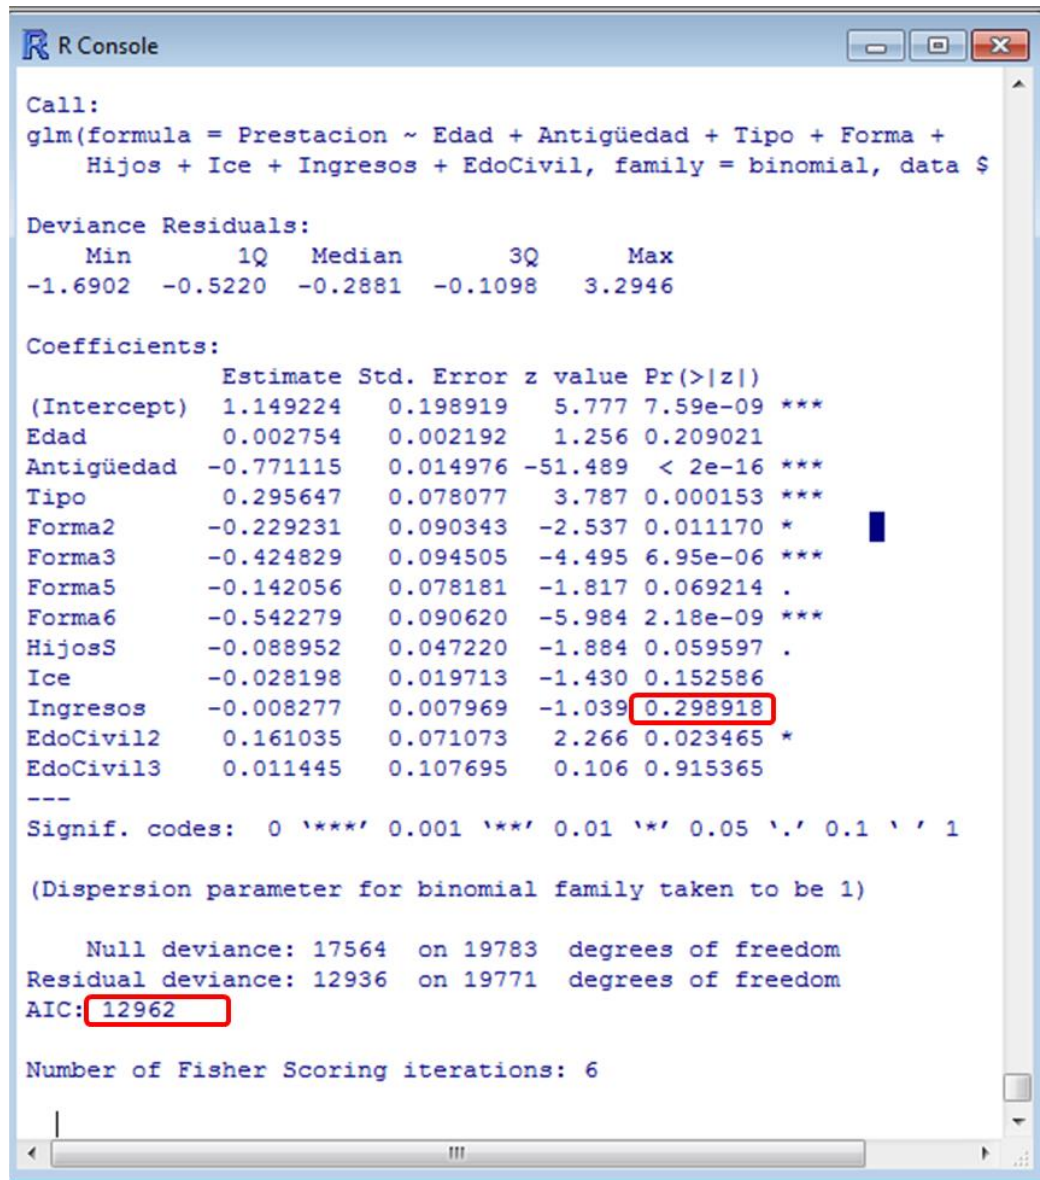 R Console
Call:
glm(formula = Prestacion ~ Edad + Antigüedad + Tipo + Forma +
    Hijos + Ice + Ingresos + EdoCivil, family = binomial, data $
Deviance Residuals:
    Min       1Q   Median       3Q      Max
-1.6902  -0.5220  -0.2881  -0.1098   3.2946
Coefficients:
             Estimate Std. Error z value Pr(>|z|)
(Intercept)  1.149224   0.198919   5.777 7.59e-09 ***
Edad         0.002754   0.002192   1.256 0.209021
Antigüedad  -0.771115   0.014976 -51.489  < 2e-16 ***
Tipo         0.295647   0.078077   3.787 0.000153 ***
Forma2      -0.229231   0.090343  -2.537 0.011170 *
Forma3      -0.424829   0.094505  -4.495 6.95e-06 ***
Forma5      -0.142056   0.078181  -1.817 0.069214 .
Forma6      -0.542279   0.090620  -5.984 2.18e-09 ***
HijosS      -0.088952   0.047220  -1.884 0.059597 .
Ice         -0.028198   0.019713  -1.430 0.152586
Ingresos    -0.008277   0.007969  -1.039 0.298918
EdoCivil2    0.161035   0.071073   2.266 0.023465 *
EdoCivil3    0.011445   0.107695   0.106 0.915365
---
Signif. codes:  0 ‘***’ 0.001 ‘**’ 0.01 ‘*’ 0.05 ‘.’ 0.1 ‘ ’ 1
(Dispersion parameter for binomial family taken to be 1)
    Null deviance: 17564  on 19783  degrees of freedom
Residual deviance: 12936  on 19771  degrees of freedom
AIC: 12962
Number of Fisher Scoring iterations: 6